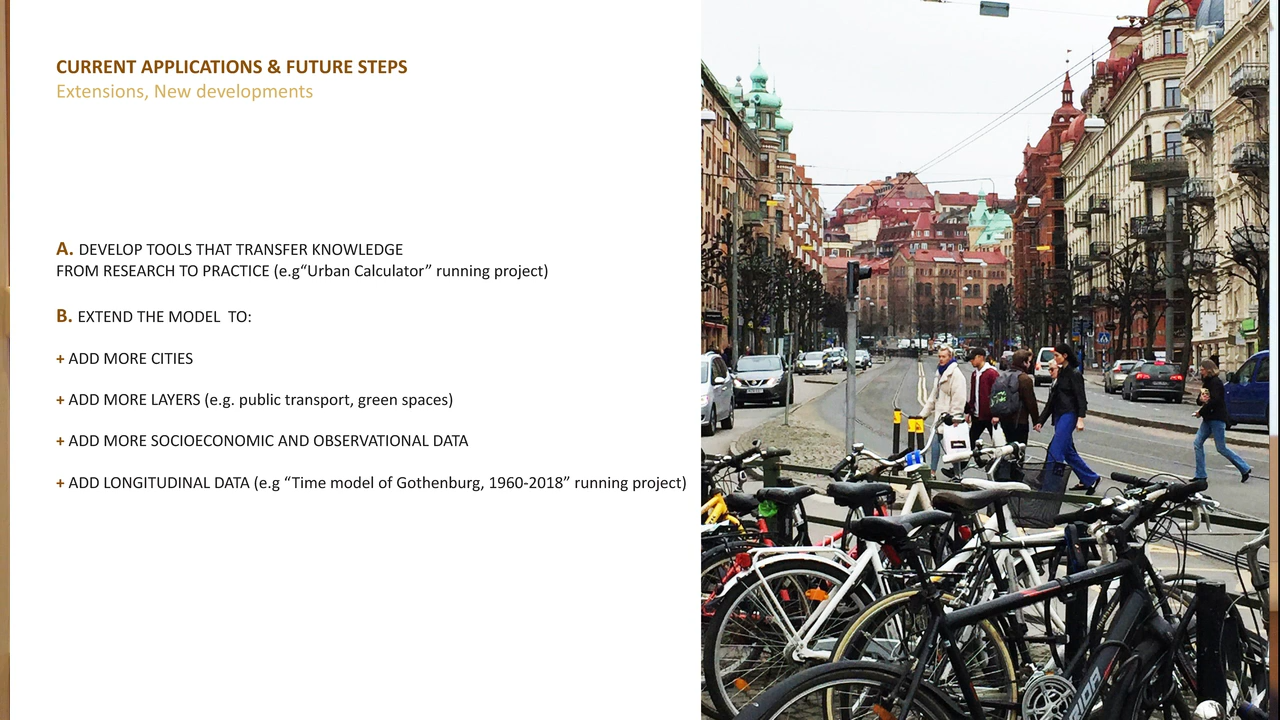 CURRENT APPLICATIONS & FUTURE STEPS
Extensions, New developments
A. DEVELOP TOOLS THAT TRANSFER KNOWLEDGE
FROM RESEARCH TO PRACTICE (e.g“Urban Calculator” running project)
B. EXTEND THE MODEL  TO:
+ ADD MORE CITIES
+ ADD MORE LAYERS (e.g. public transport, green spaces)
+ ADD MORE SOCIOECONOMIC AND OBSERVATIONAL DATA
+ ADD LONGITUDINAL DATA (e.g “Time model of Gothenburg, 1960-2018” running project)